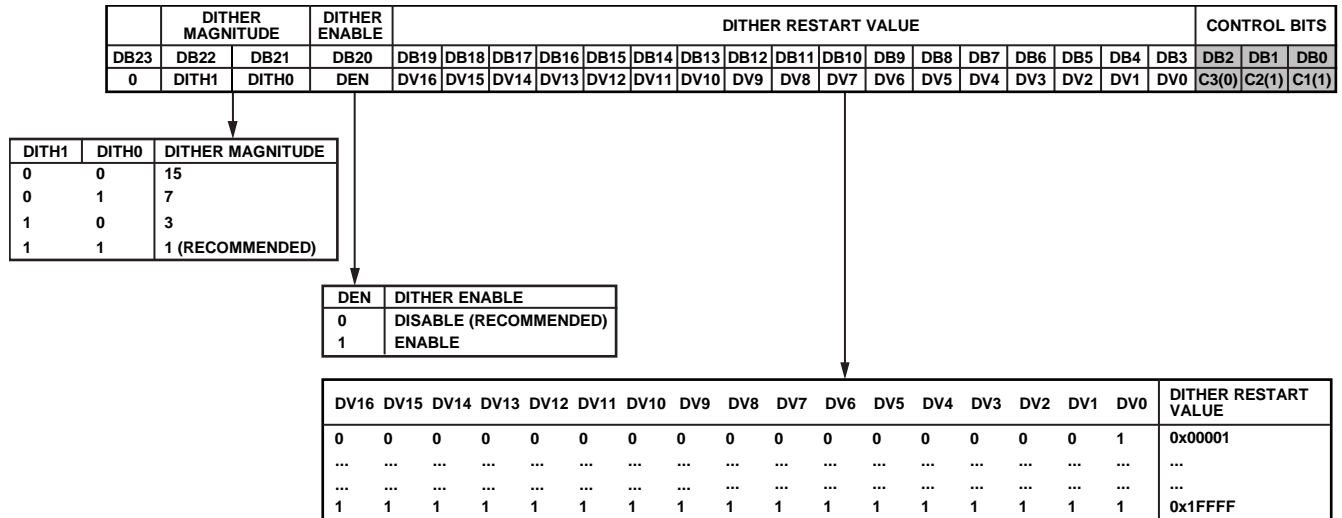 DITHER MAGNITUDE DITHER ENABLE DITHER RESTART VALUE CONTROL BITS
DB23 DB22 DB21 DB20 DB19 DB18 DB17 DB16 DB15 DB14 DB13 DB12 DB11 DB10 DB9 DB8 DB7 DB6 DB5 DB4 DB3 DB2 DB1 DB0
0 DITH1 DITH0 DEN DV16 DV15 DV14 DV13 DV12 DV11 DV10 DV9 DV8 DV7 DV6 DV5 DV4 DV3 DV2 DV1 DV0 C3(0) C2(1) C1(1)
DITH1 DITH0 DITHER MAGNITUDE
0 0 15
0 1 7
1 0 3
1 1 1 (RECOMMENDED)
DEN DITHER ENABLE
0 DISABLE (RECOMMENDED)
1 ENABLE
DV16 DV15 DV14 DV13 DV12 DV11 DV10 DV9 DV8 DV7 DV6 DV5 DV4 DV3 DV2 DV1 DV0 DITHER RESTART VALUE
0 0 0 0 0 0 0 0 0 0 0 0 0 0 0 0 1 0x00001
... ... ... ... ... ... ... ... ... ... ... ... ... ... ... ... ... ...
... ... ... ... ... ... ... ... ... ... ... ... ... ... ... ... ... ...
1 1 1 1 1 1 1 1 1 1 1 1 1 1 1 1 1 0x1FFFF